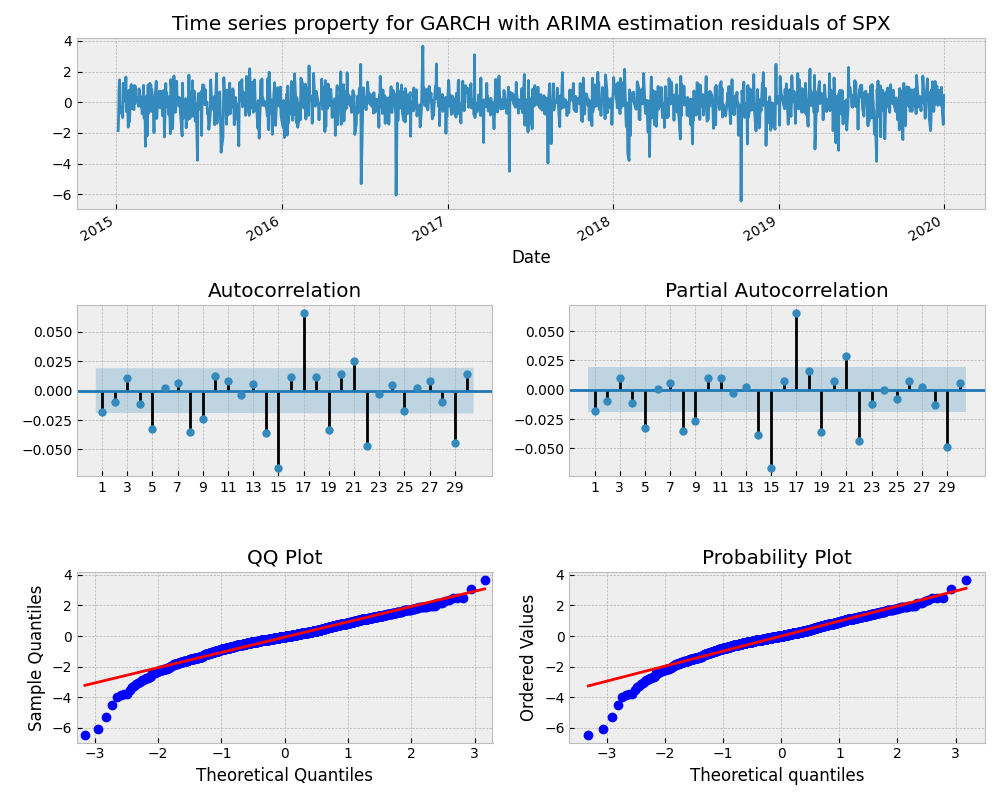 Time series property for GARCH with ARIMA estimation residuals of SPX
4
2
0
−2
−4
−6
2015 2016 2017 2018 2019 2020
Date
Autocorrelation
0.050
0.025
0.000
−0.025
−0.050
1 3 5 7 9 11 13 15 17 19 21 23 25 27 29
Partial Autocorrelation
0.050
0.025
0.000
−0.025
−0.050
1 3 5 7 9 11 13 15 17 19 21 23 25 27 29
QQ Plot
Sample Quantiles
4
2
0
−2
−4
−6
−3 −2 −1 0 1 2 3
Theoretical Quantiles
Probability Plot
Ordered Values
4
2
0
−2
−4
−6
−3 −2 −1 0 1 2 3
Theoretical quantiles